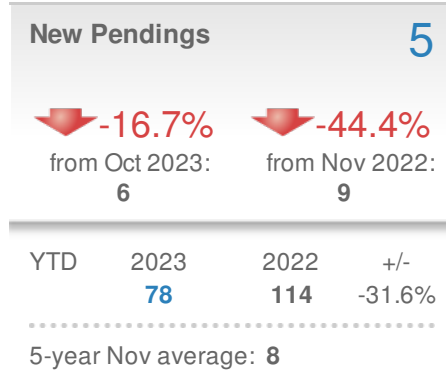 New Pendings 5
-16.7% -44.4%
from Oct 2023: from Nov 2022:
6 9
YTD 2023 2022 +/-
78 114 -31.6%
5-year Nov average: 8